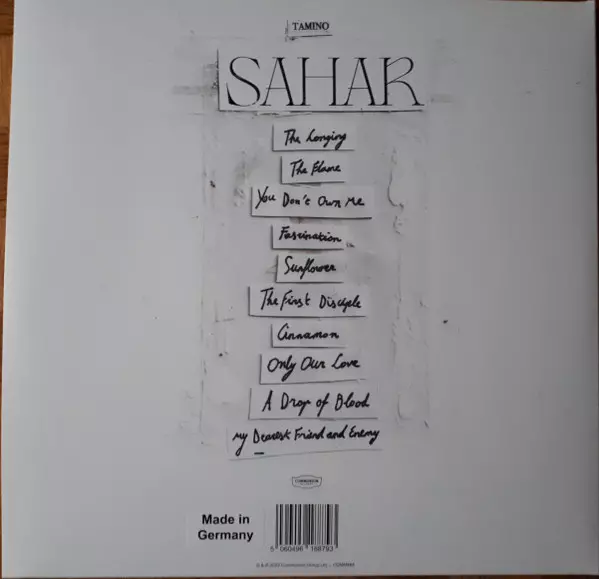 TAMINO
SAHAR
The Longing
The Flame
You Don't Own Me
Fascination
Sunflower
The First Disciple
Cinnamon
Only Our Love
A Drop of Blood
My Dearest Friend and Enemy
COMMUNION
Made in
Germany
5 060496 188793